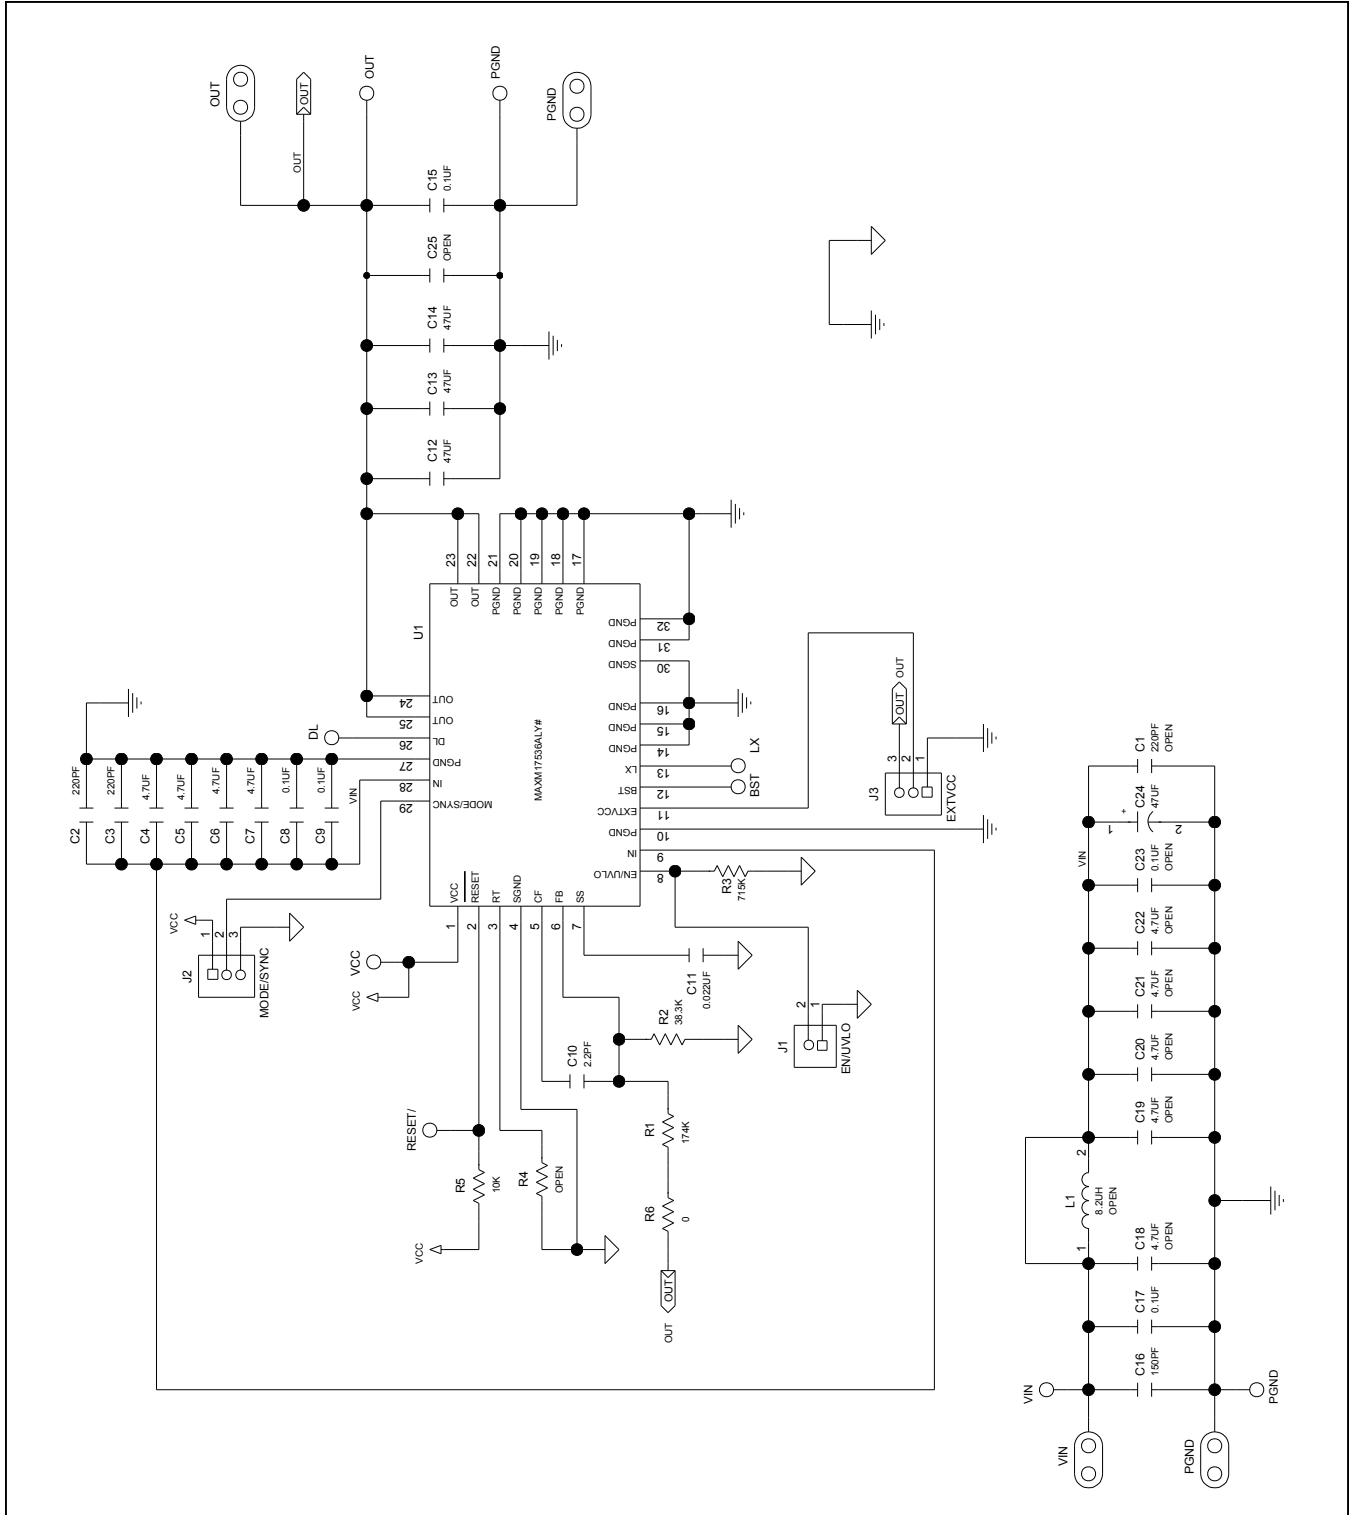 OUT
OUT
OUT
OUT
PGND
PGND
C15
0.1UF
C25
OPEN
C14
47UF
C13
47UF
C12
47UF
23
22
21
20
19
18
17
OUT
OUT
PGND
PGND
PGND
PGND
PGND
U1
MAXM17536ALY#
24
OUT
25
OUT
26
DL
27
PGND
28
IN
29
MODE/SYNC
32
PGND
31
PGND
30
SGND
16
PGND
15
PGND
14
PGND
13
LX
12
BST
11
EXTVCC
10
PGND
9
IN
8
EN/UVLO
VCC
RESET
RT
SGND
CF
FB
SS
1
2
3
4
5
6
7
DL
VIN
220PF
C2
220PF
C3
4.7UF
C4
4.7UF
C5
4.7UF
C6
4.7UF
C7
0.1UF
C8
0.1UF
C9
VCC
1
2
3
J2
MODE/SYNC
VCC
VCC
LX
BST
OUT
OUT
3
2
1
J3
EXTVCC
R3
715K
C11
0.022UF
R2
38.3K
C10
2.2PF
2
1
J1
EN/UVLO
RESET/
R5
10K
VCC
R4
OPEN
R1
174K
R6
0
OUT
OUT
C1
220PF
OPEN
C24
47UF
+
1
2
VIN
C23
0.1UF
OPEN
C22
4.7UF
OPEN
C21
4.7UF
OPEN
C20
4.7UF
OPEN
C19
4.7UF
OPEN
2
L1
8.2UH
OPEN
1
C18
4.7UF
OPEN
C17
0.1UF
C16
150PF
VIN
PGND
VIN
PGND